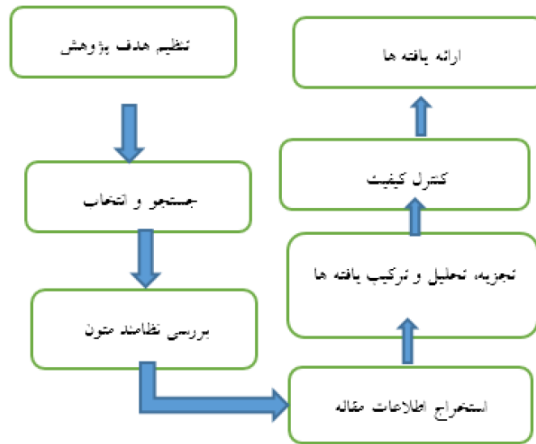 تنظیم هدف پژوهش
جستجو و انتخاب
بررسی نظامند متون
استخراج اطلاعات مقاله
تجزیه، تحلیل و ترکیب یافته ها
کنترل کیفیت
ارائه یافته ها